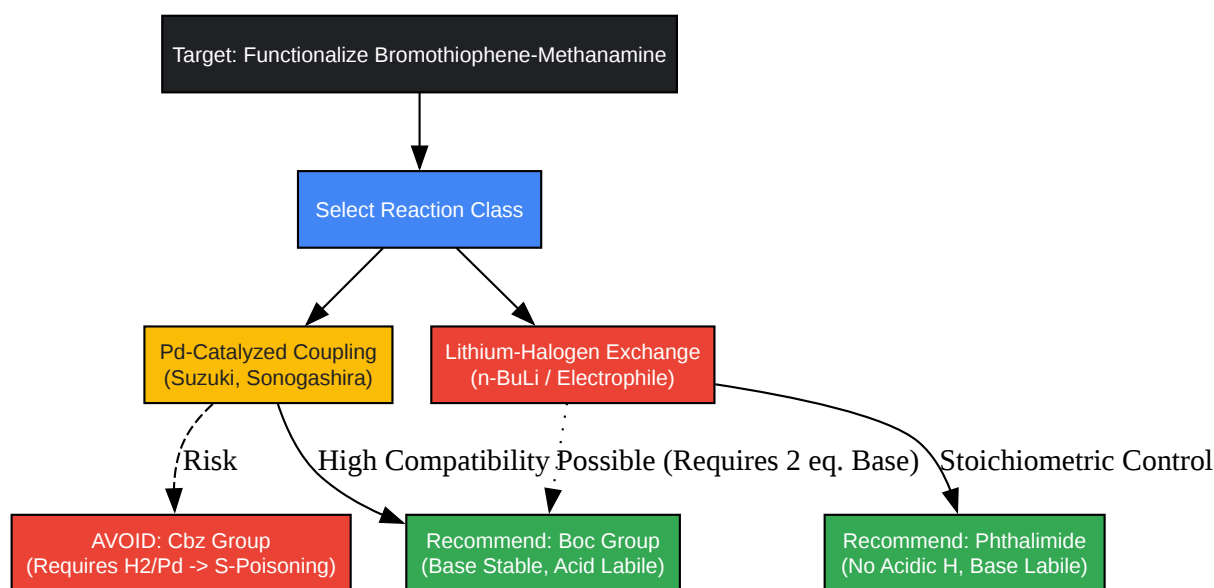 Target: Functionalize Bromothiophene-Methanamine
Select Reaction Class
Pd-Catalyzed Coupling
(Suzuki, Sonogashira)
Lithium-Halogen Exchange
(n-BuLi / Electrophile)
Risk
High Compatibility
Possible (Requires 2 eq. Base)
Stoichiometric Control
AVOID: Cbz Group
(Requires H2/Pd -> S-Poisoning)
Recommend: Boc Group
(Base Stable, Acid Labile)
Recommend: Phthalimide
(No Acidic H, Base Labile)